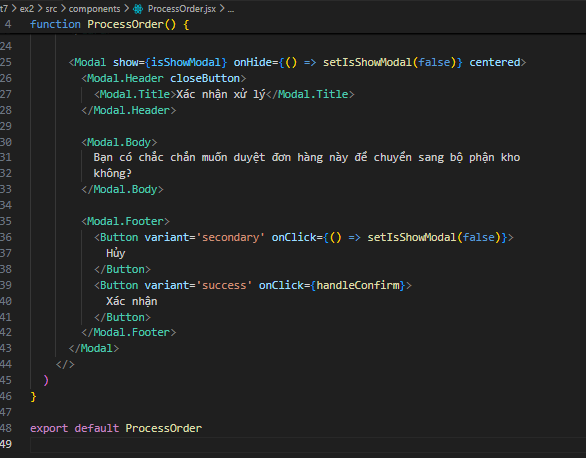 t7 > ex2 > src > components > ProcessOrder.jsx > ...
4 function ProcessOrder() {
24
25 <Modal show={isShowModal} onHide={() => setIsShowModal(false)} centered>
26 <Modal.Header closeButton>
27 <Modal.Title>Xác nhận xử lý</Modal.Title>
28 </Modal.Header>
29
30 <Modal.Body>
31 Bạn có chắc chắn muốn duyệt đơn hàng này để chuyển sang bộ phận kho
32 không?
33 </Modal.Body>
34
35 <Modal.Footer>
36 <Button variant='secondary' onClick={() => setIsShowModal(false)}>
37 Hủy
38 </Button>
39 <Button variant='success' onClick={handleConfirm}>
40 Xác nhận
41 </Button>
42 </Modal.Footer>
43 </Modal>
44 </>
45 )
46 }
47
48 export default ProcessOrder
49